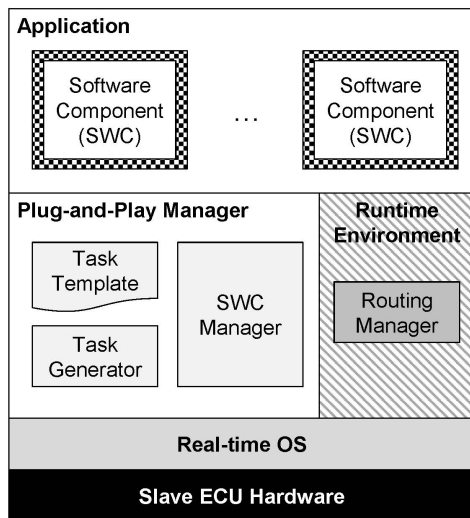 Application
Software
Component
(SWC)
...
Software
Component
(SWC)
Plug-and-Play Manager
Task
Template
Task
Generator
SWC
Manager
Runtime
Environment
Routing
Manager
Real-time OS
Slave ECU Hardware